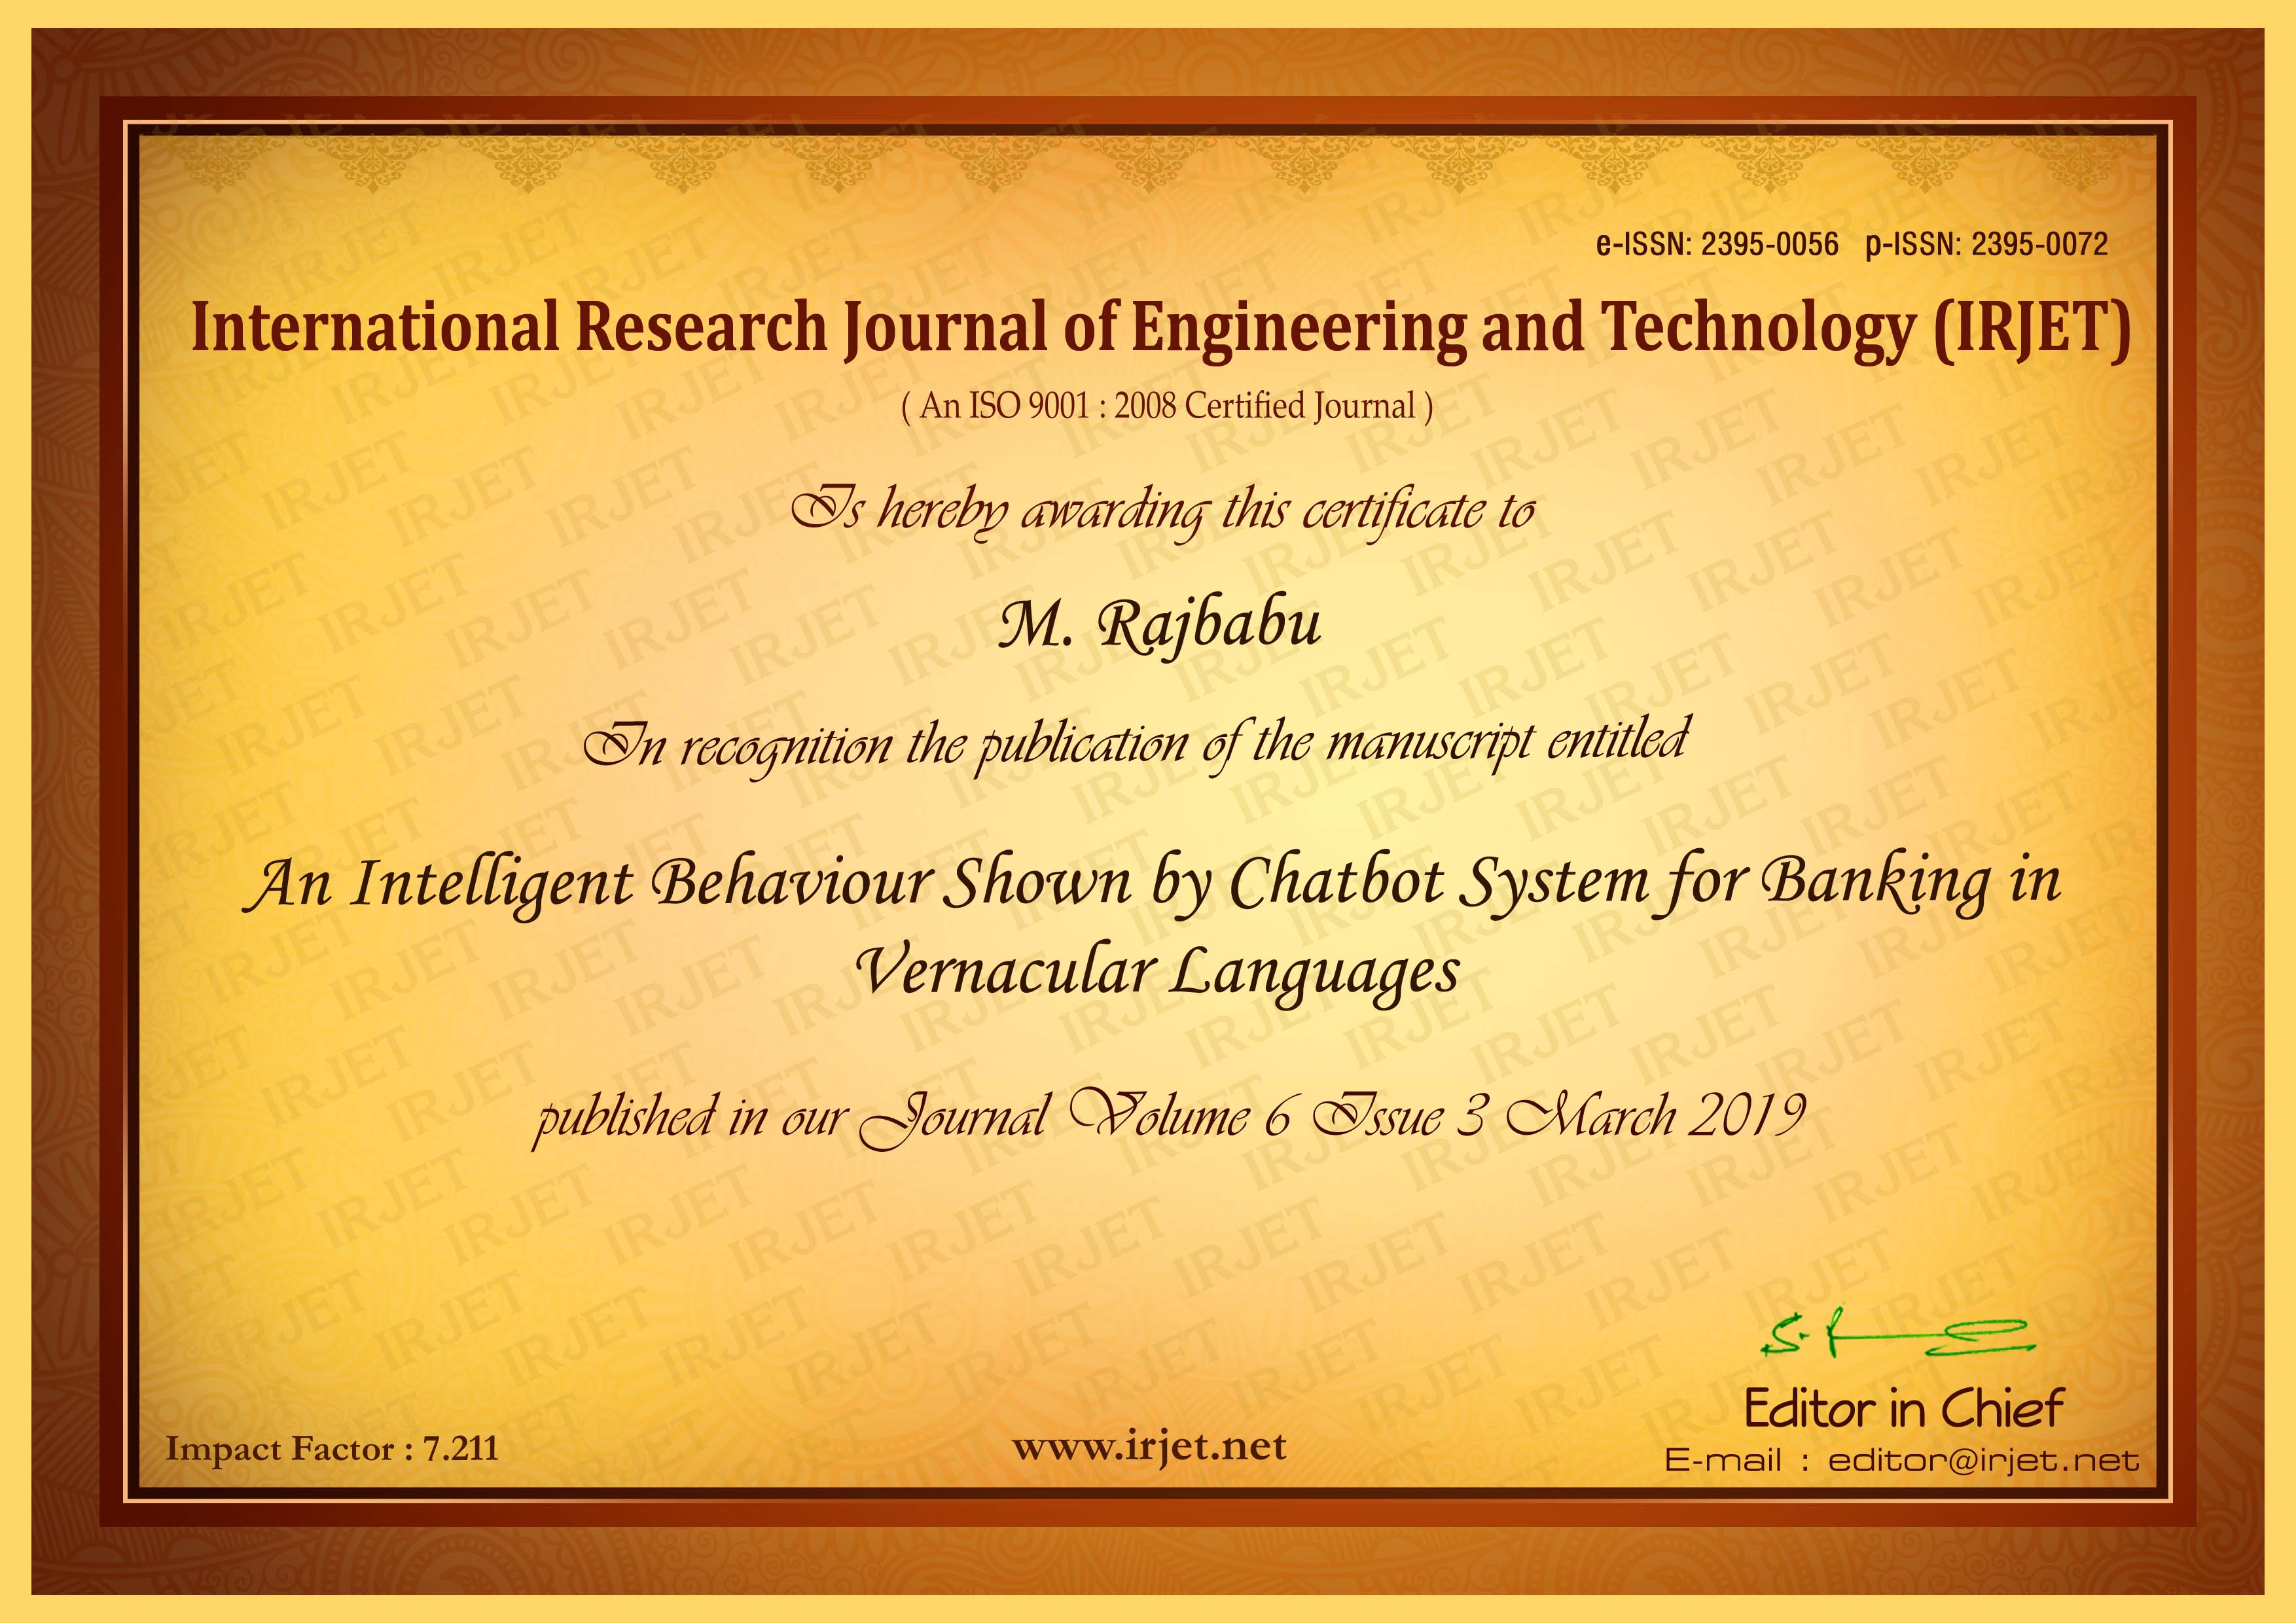 e-ISSN: 2395-0056 p-ISSN: 2395-0072
International Research Journal of Engineering and Technology (IRJET)
( An ISO 9001 : 2008 Certified Journal )
Is hereby awarding this certificate to
M. Rajbabu
In recognition the publication of the manuscript entitled
An Intelligent Behaviour Shown by Chatbot System for Banking in
Vernacular Languages
published in our Journal Volume 6 Issue 3 March 2019
Editor in Chief
Impact Factor : 7.211 www.irjet.net E-mail : editor@irjet.net